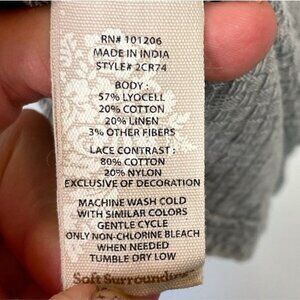 RN# 101206
MADE IN INDIA
STYLE# 2CR74
BODY :
57% LYOCELL
20% COTTON
20% LINEN
3% OTHER FIBERS
LACE CONTRAST :
80% COTTON
20% NYLON
EXCLUSIVE OF DECORATION
MACHINE WASH COLD
WITH SIMILAR COLORS
GENTLE CYCLE
ONLY NON-CHLORINE BLEACH
WHEN NEEDED
TUMBLE DRY LOW
Soft Surroundin